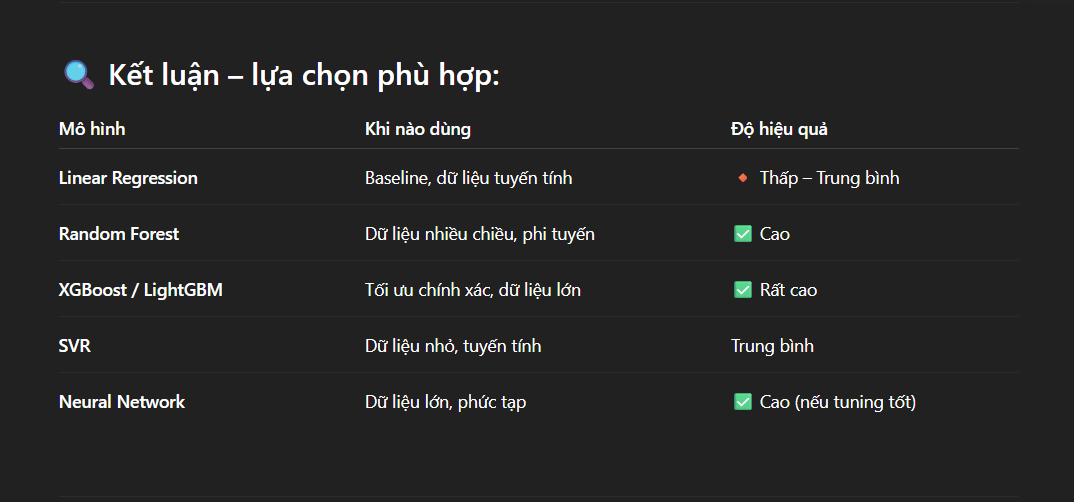 🔍 Kết luận – lựa chọn phù hợp:
Mô hình Khi nào dùng Độ hiệu quả
Linear Regression Baseline, dữ liệu tuyến tính 🔸 Thấp – Trung bình
Random Forest Dữ liệu nhiều chiều, phi tuyến ✅ Cao
XGBoost / LightGBM Tối ưu chính xác, dữ liệu lớn ✅ Rất cao
SVR Dữ liệu nhỏ, tuyến tính Trung bình
Neural Network Dữ liệu lớn, phức tạp ✅ Cao (nếu tuning tốt)